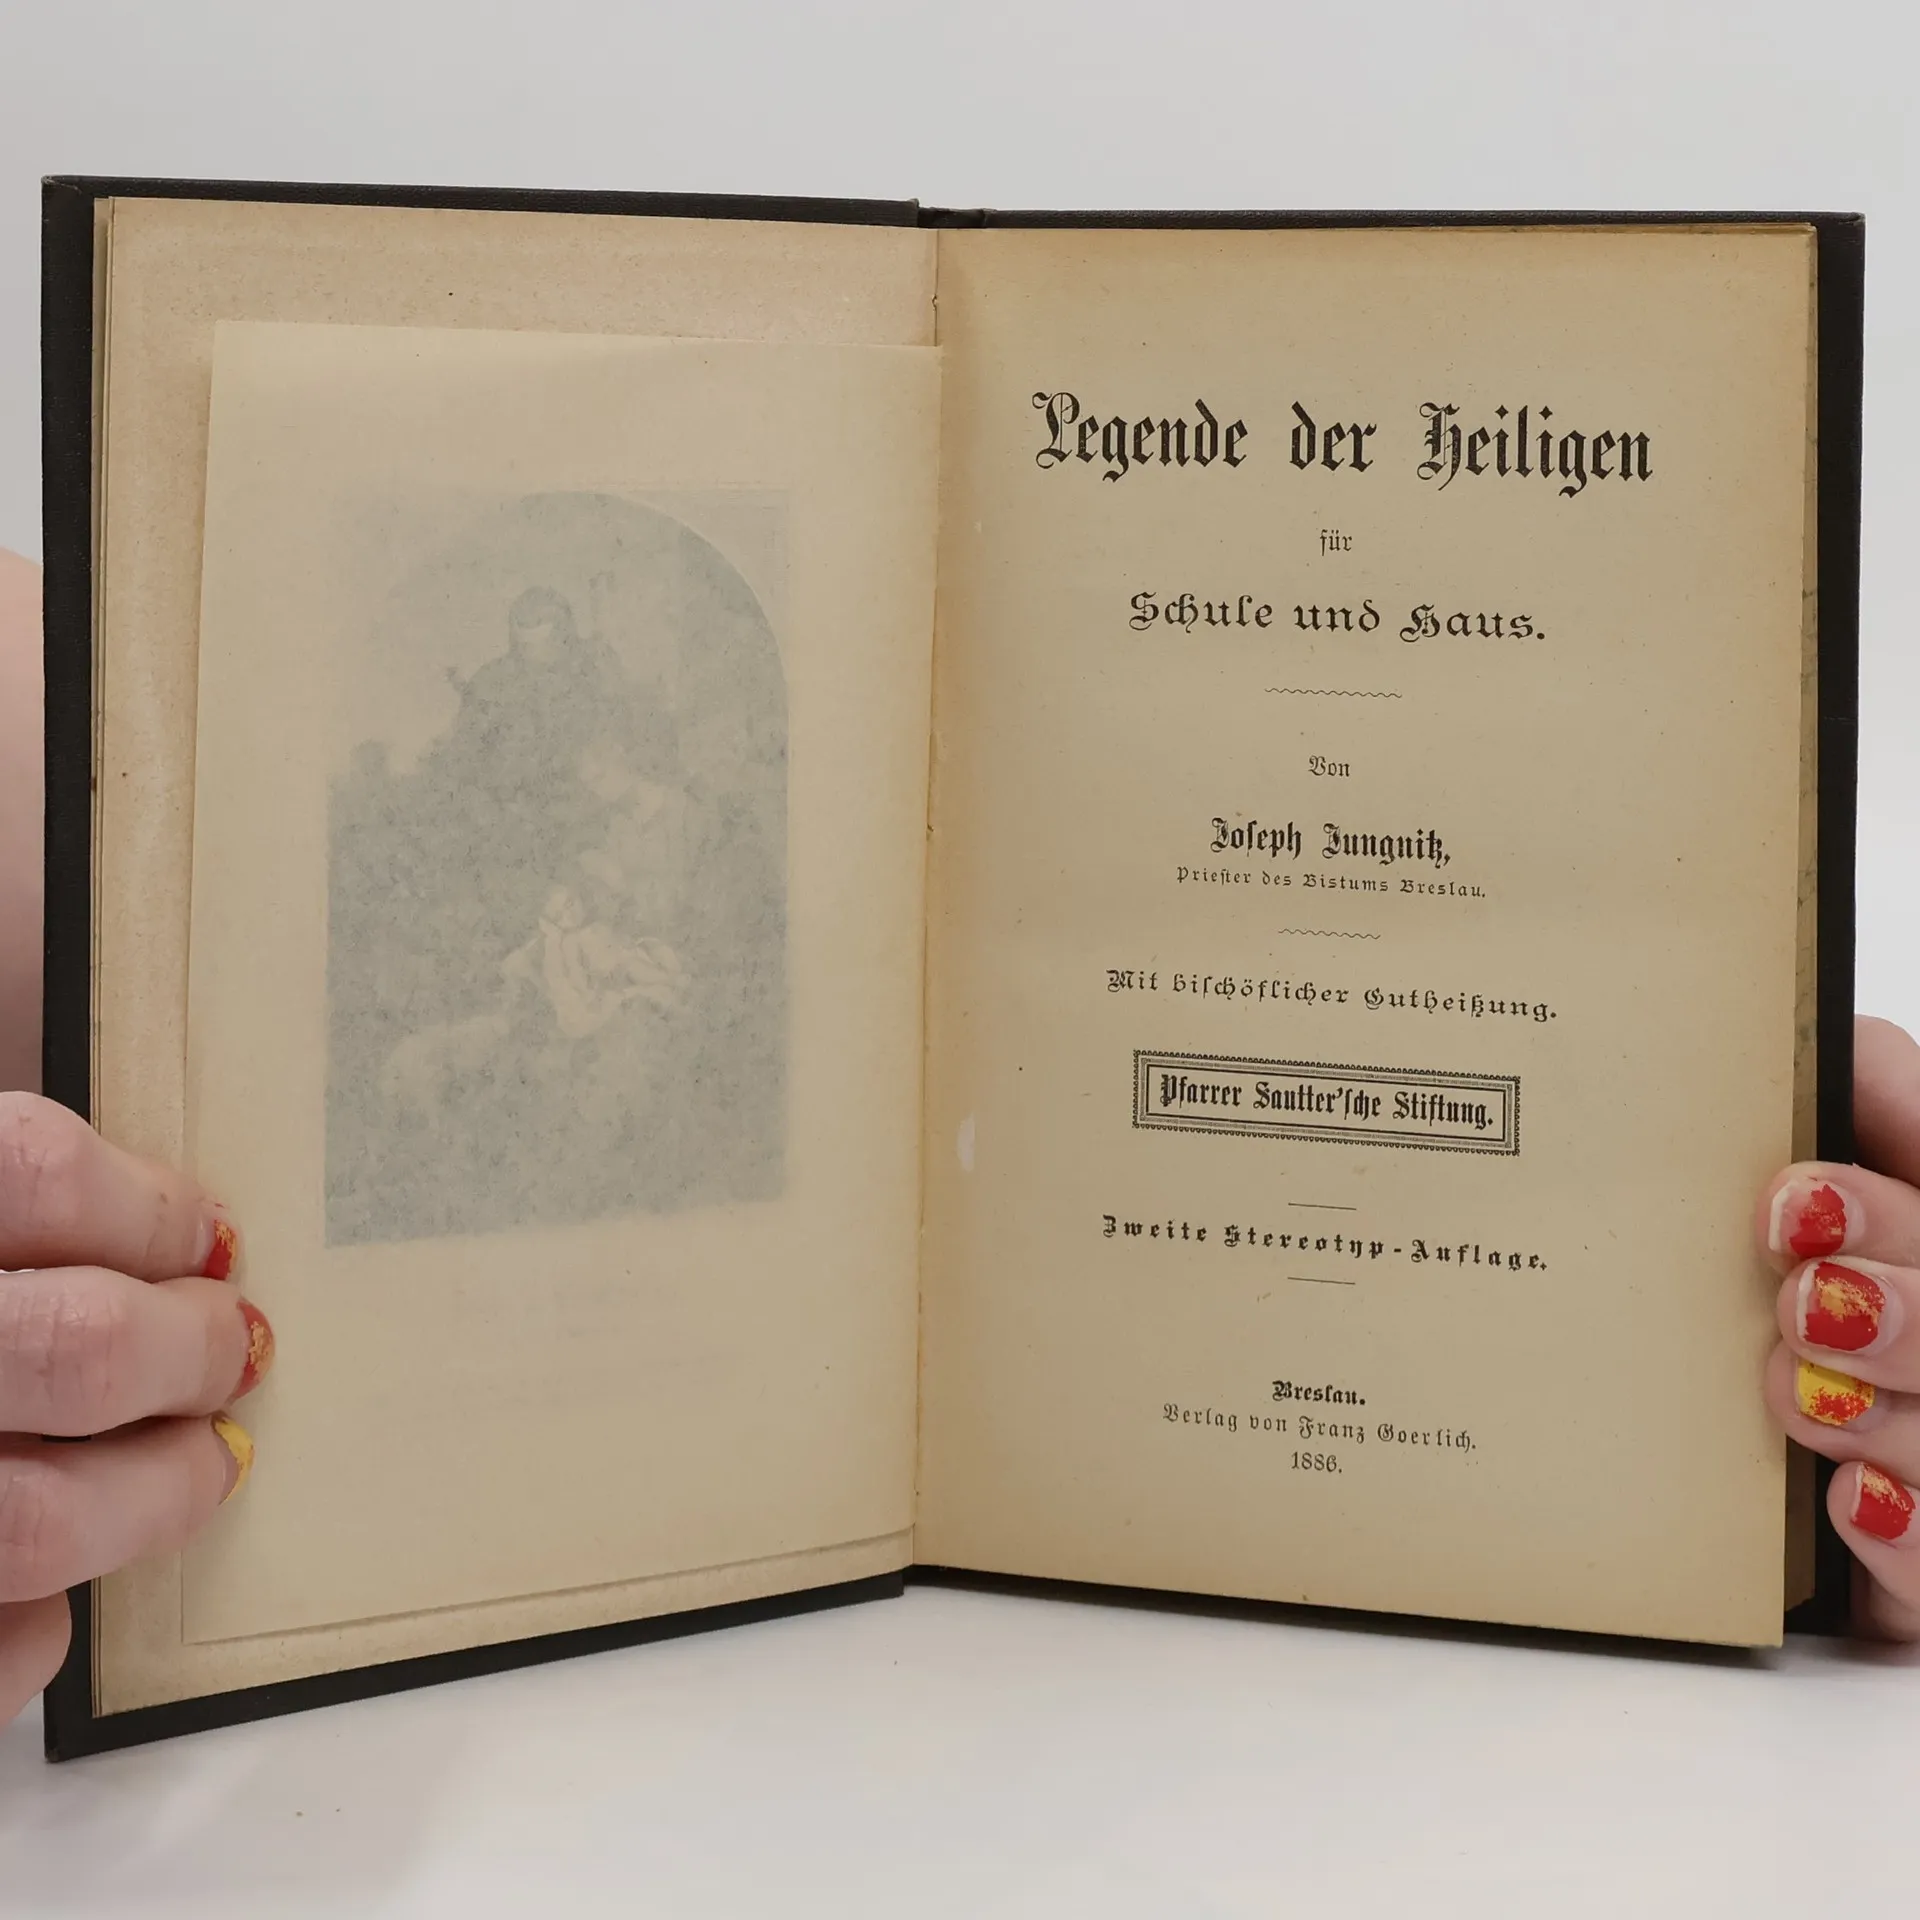 Legende der Heiligen
für
Schule und Haus.
Von
Joseph Jungnitz,
Priester des Bistums Breslau.
Mit bischöflicher Gutheißung.
Pfarrer Sautter'sche Stiftung.
Zweite Stereotyp-Auflage.
Breslau.
Verlag von Franz Goerlich.
1886.